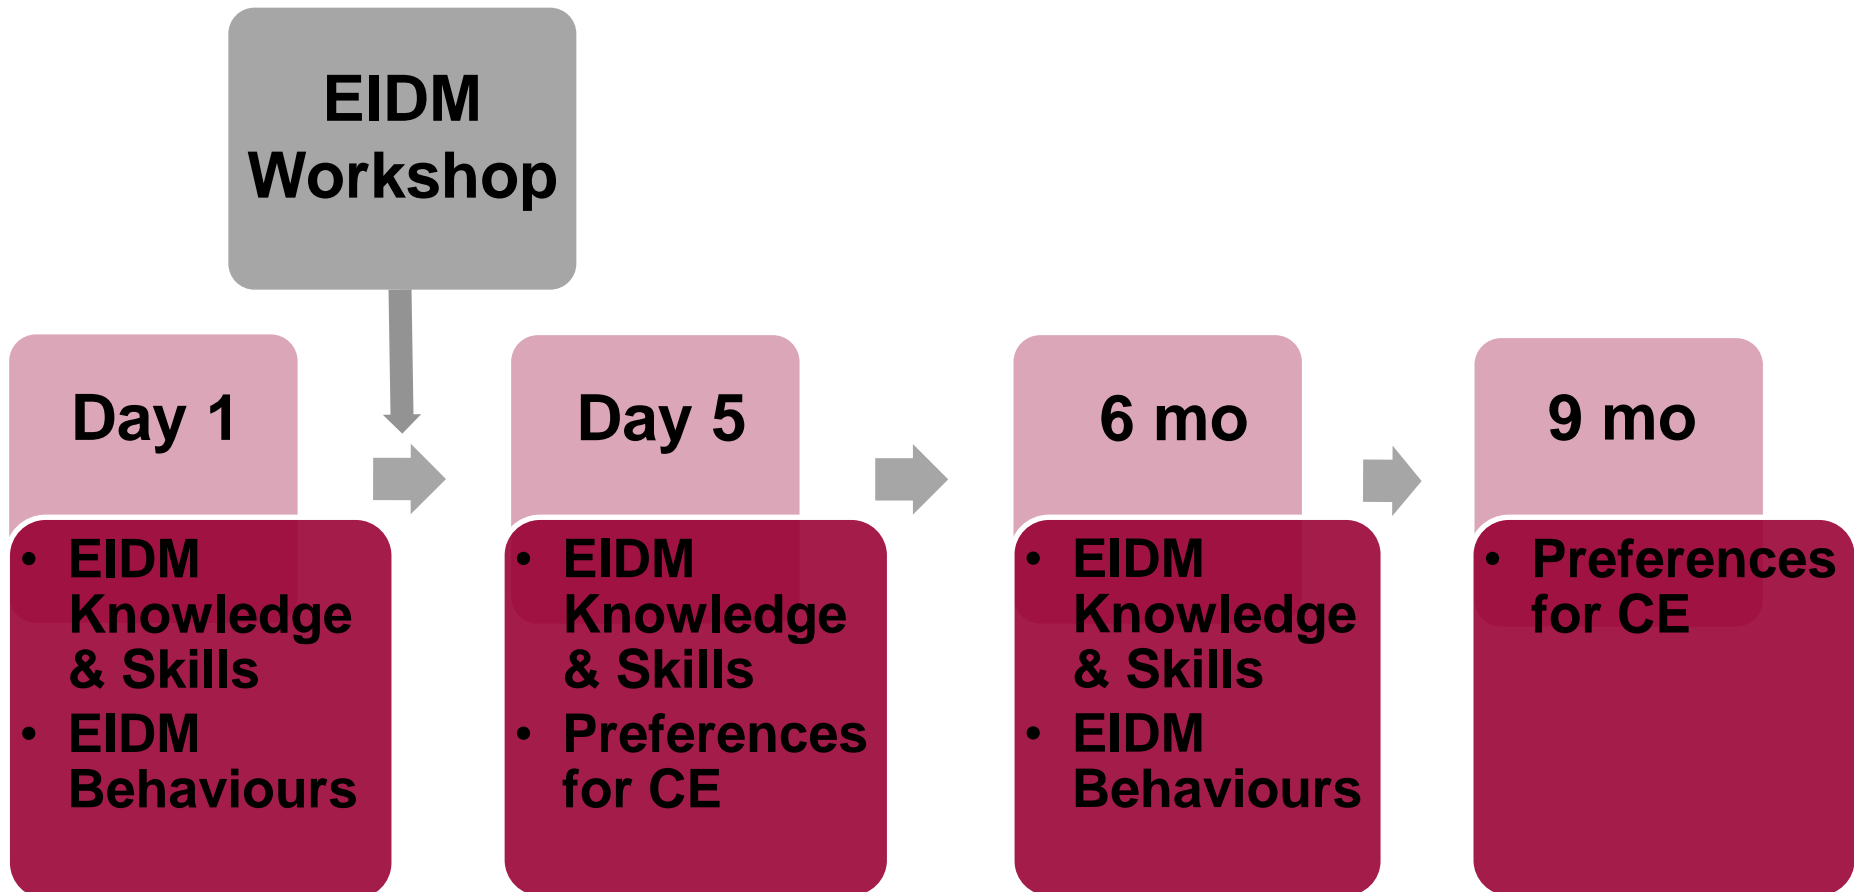 EIDM
Workshop
Day 1
• EIDM
Knowledge
& Skills
• EIDM
Behaviours
Day 5
• EIDM
Knowledge
& Skills
• Preferences
for CE
6 mo
• EIDM
Knowledge
& Skills
• EIDM
Behaviours
9 mo
• Preferences
for CE